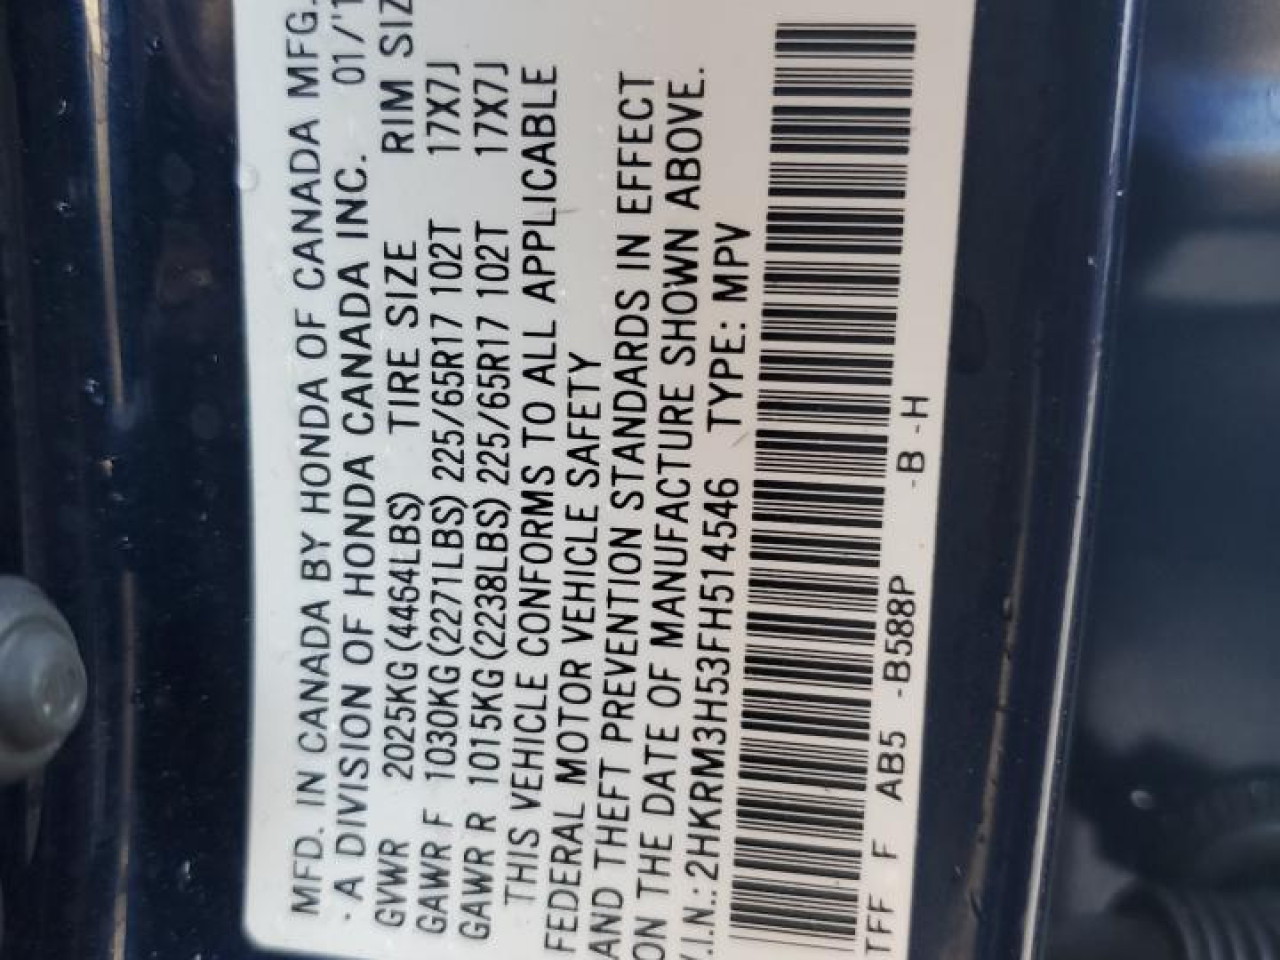 MFD. IN CANADA BY HONDA OF CANADA MFG.
- A DIVISION OF HONDA CANADA INC. 01/'1
GVWR 2025KG (4464LBS) TIRE SIZE RIM SIZ
GAWR F 1030KG (2271LBS) 225/65R17 102T 17X7J
GAWR R 1015KG (2238LBS) 225/65R17 102T 17X7J
THIS VEHICLE CONFORMS TO ALL APPLICABLE
FEDERAL MOTOR VEHICLE SAFETY
AND THEFT PREVENTION STANDARDS IN EFFECT
ON THE DATE OF MANUFACTURE SHOWN ABOVE.
V.I.N.: 2HKRM3H53FH514546 TYPE: MPV
TFF F AB5 -B588P -B -H